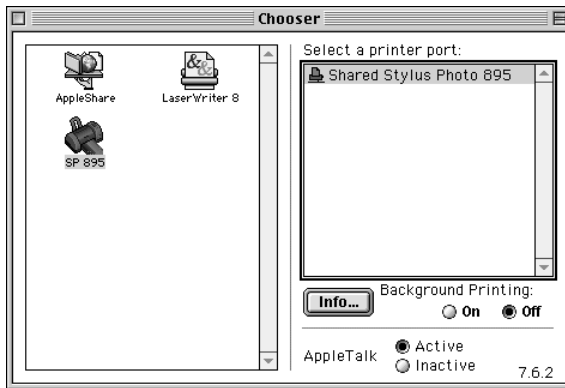 Chooser
AppleShare
LaserWriter 8
SP 895
Select a printer port:
Shared Stylus Photo 895
Info...
Background Printing:
On Off
AppleTalk
Active
Inactive
7.6.2